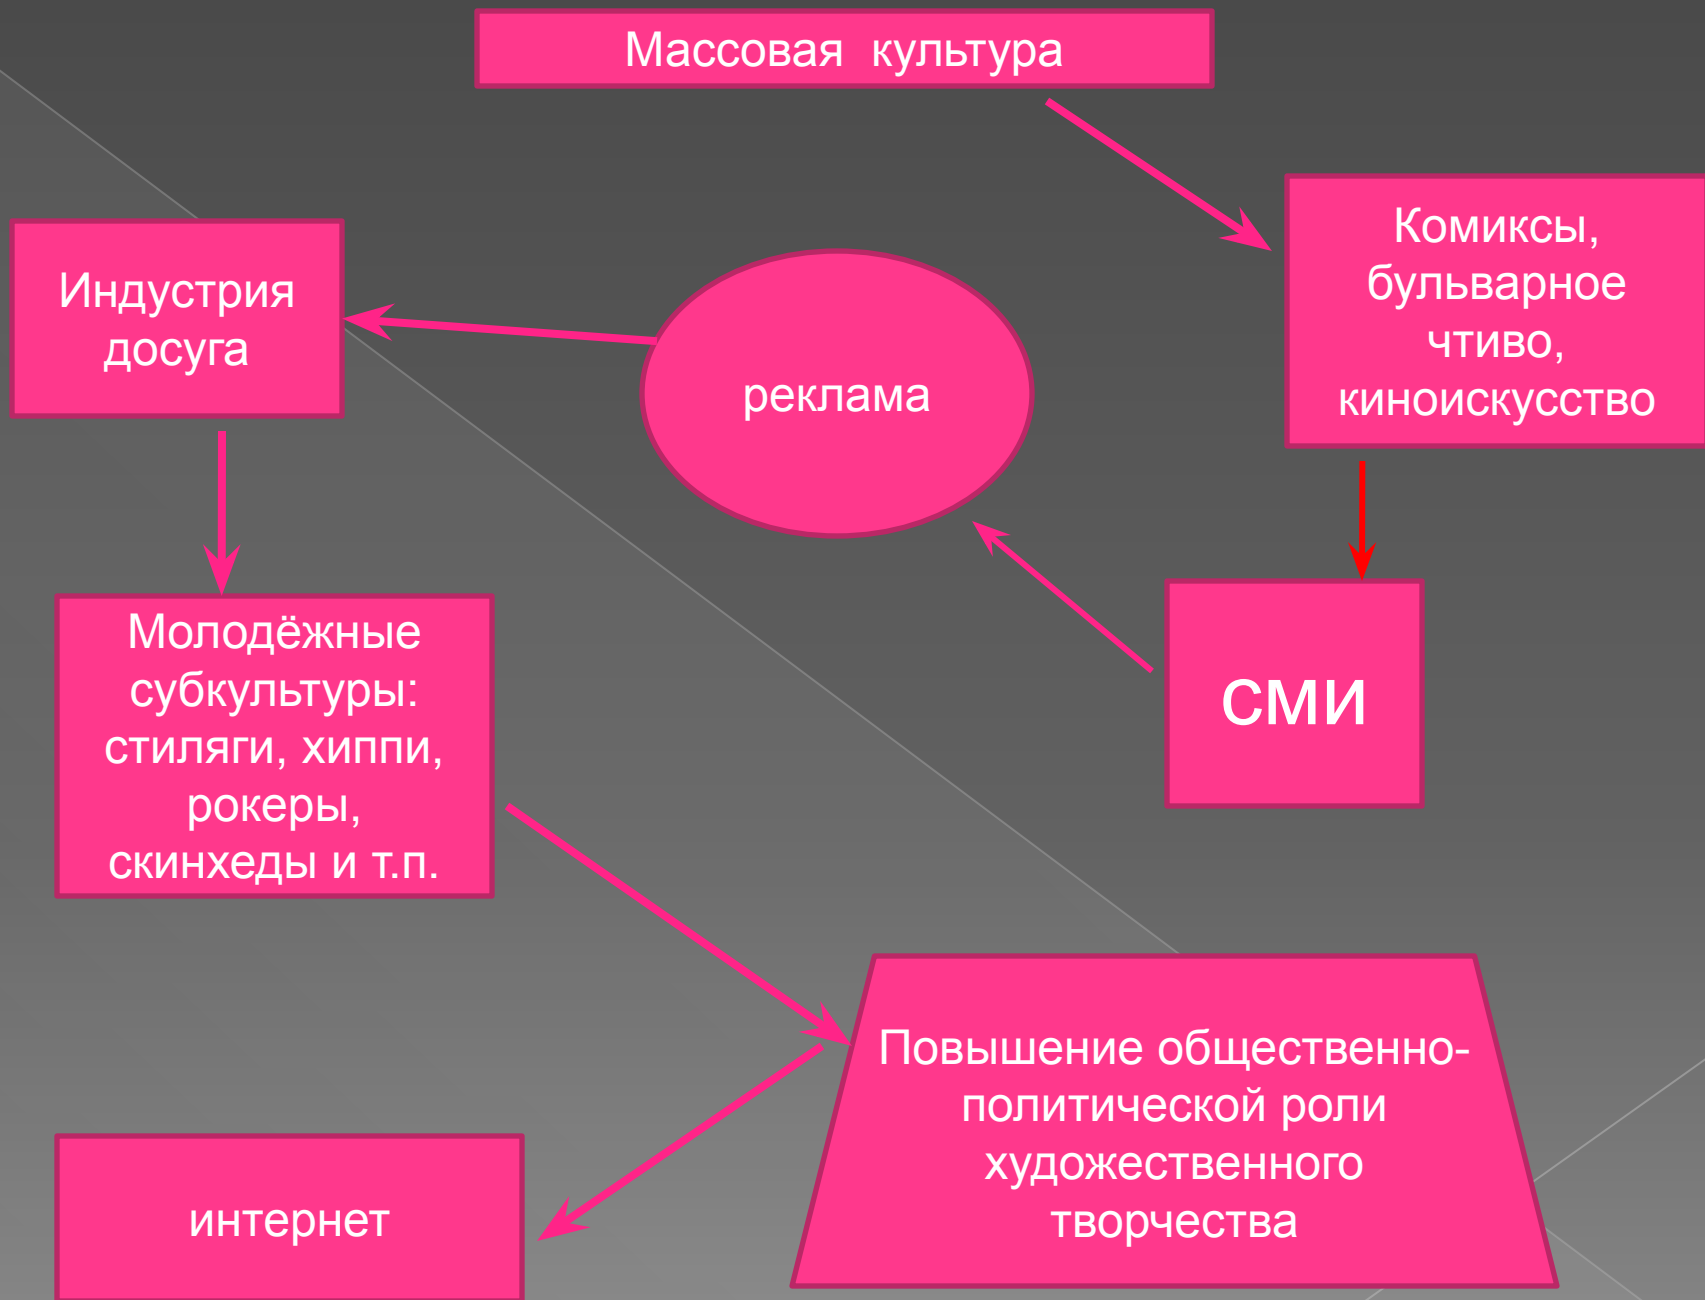 Массовая культура
Комиксы,
бульварное
чтиво,
киноискусство
Индустрия
досуга
реклама
СМИ
Молодёжные
субкультуры:
стиляги, хиппи,
рокеры,
скинхеды и т.п.
Повышение общественно-
политической роли
художественного
творчества
интернет